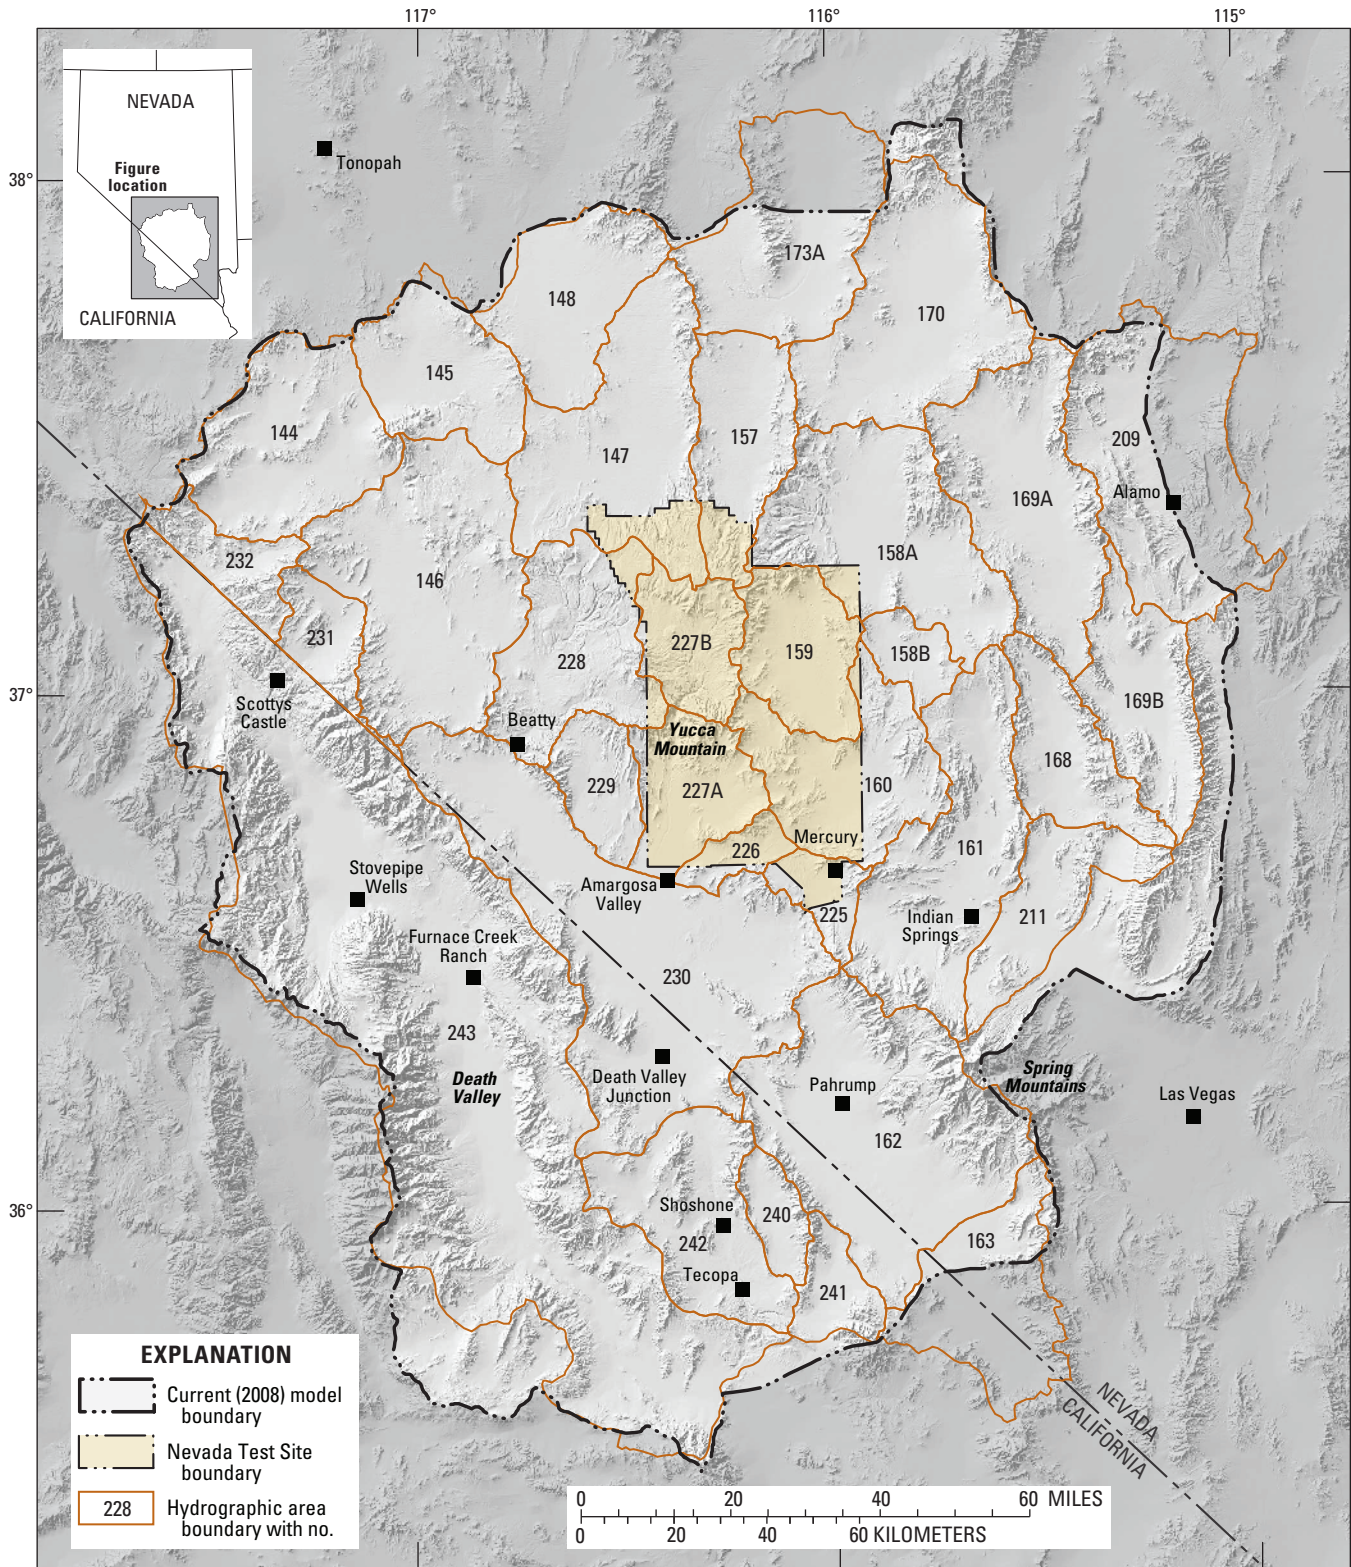 117°
116°
115°
38°
37°
36°
NEVADA
Figure
location
CALIFORNIA
Tonopah
173A
148
170
145
144
147
157
209
169A
Alamo
158A
232
146
231
227B
159
158B
228
169B
Scottys
Castle
Beatty
Yucca
Mountain
168
229
227A
160
Mercury
226
161
Stovepipe
Wells
Amargosa
Valley
225
Indian
Springs
211
Furnace Creek
Ranch
230
243
Death
Valley
Death Valley
Junction
Pahrump
Spring
Mountains
Las Vegas
162
Shoshone
240
242
163
Tecopa
241
NEVADA
CALIFORNIA
EXPLANATION
Current (2008) model
boundary
Nevada Test Site
boundary
228
Hydrographic area
boundary with no.
0 20 40 60 MILES
0 20 40 60 KILOMETERS